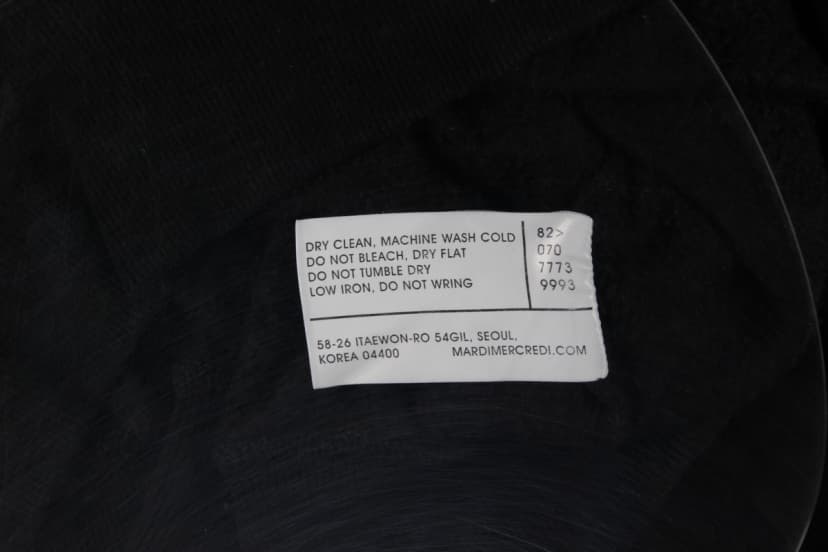 DRY CLEAN, MACHINE WASH COLD
DO NOT BLEACH, DRY FLAT
DO NOT TUMBLE DRY
LOW IRON, DO NOT WRING
82>
070
7773
9993
58-26 ITAEWON-RO 54GIL, SEOUL,
KOREA 04400 MARDIMERCREDI.COM